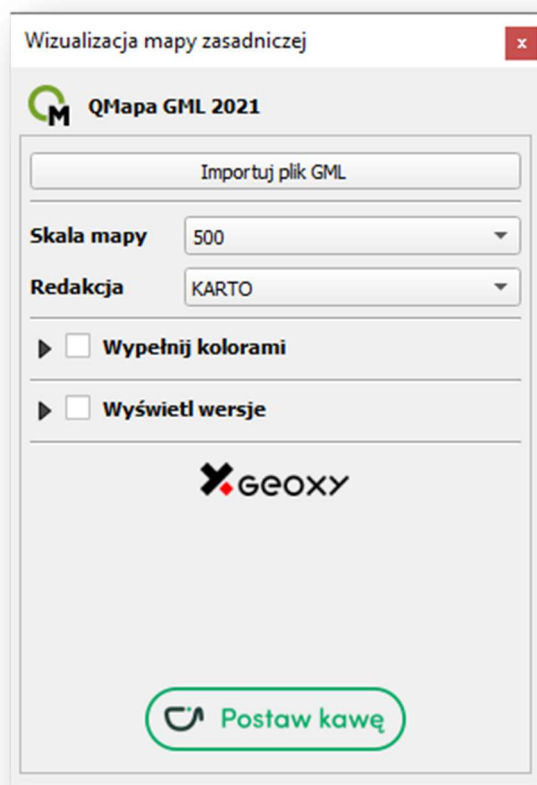 Wizualizacja mapy zasadniczej
x
M QMapa GML 2021
Importuj plik GML
Skala mapy 500
Redakcja KARTO
Wypełnij kolorami
Wyświetl wersje
GEOXY
Postaw kawę